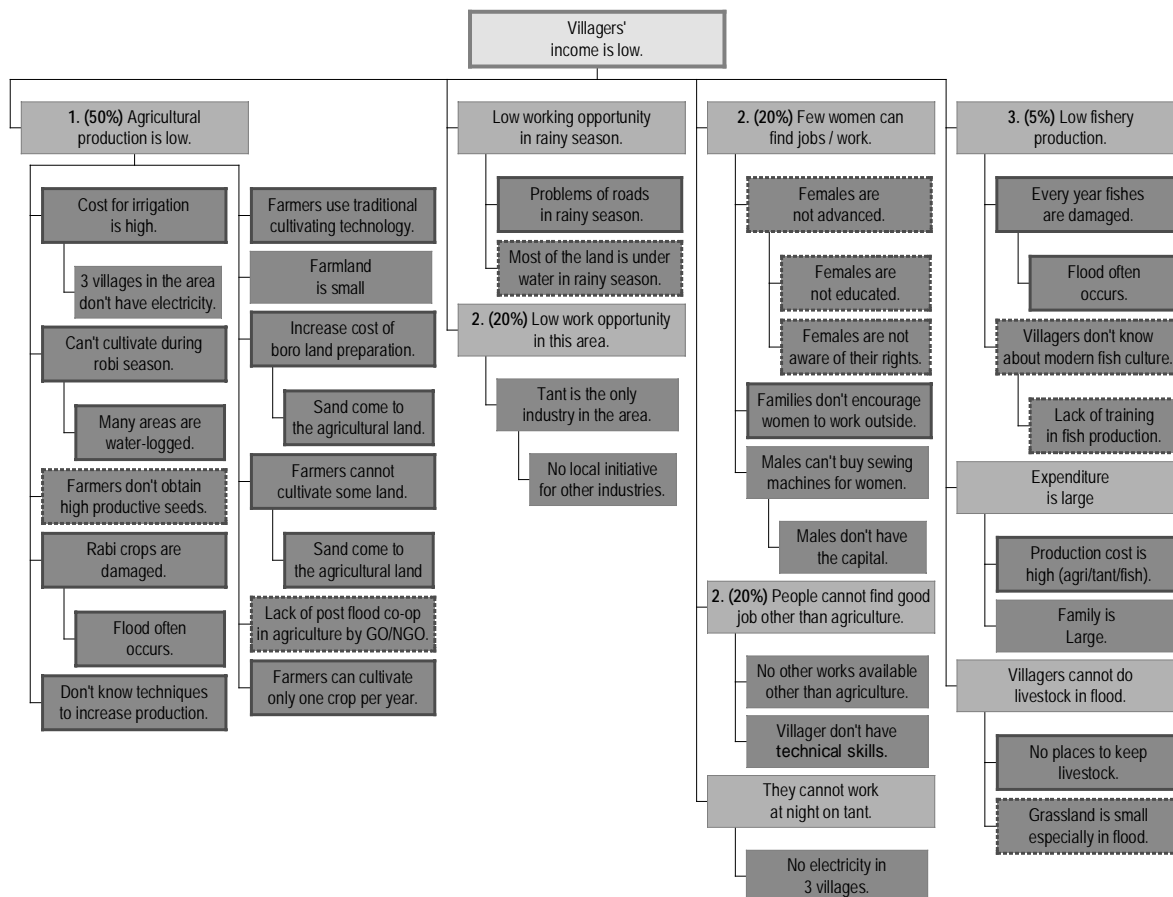 Villagers'
income is low.
1. (50%) Agricultural
production is low.
Cost for irrigation
is high.
3 villages in the area
don't have electricity.
Can't cultivate during
robi season.
Many areas are
water-logged.
Farmers don't obtain
high productive seeds.
Rabi crops are
damaged.
Flood often
occurs.
Don't know techniques
to increase production.
Farmers use traditional
cultivating technology.
Farmland
is small
Increase cost of
boro land preparation.
Sand come to
the agricultural land.
Farmers cannot
cultivate some land.
Sand come to
the agricultural land
Lack of post flood co-op
in agriculture by GO/NGO.
Farmers can cultivate
only one crop per year.
Low working opportunity
in rainy season.
Problems of roads
in rainy season.
Most of the land is under
water in rainy season.
2. (20%) Low work opportunity
in this area.
Tant is the only
industry in the area.
No local initiative
for other industries.
2. (20%) Few women can
find jobs / work.
Females are
not advanced.
Females are
not educated.
Females are not
aware of their rights.
Families don't encourage
women to work outside.
Males can't buy sewing
machines for women.
Males don't have
the capital.
2. (20%) People cannot find good
job other than agriculture.
No other works available
other than agriculture.
Villager don't have
technical skills.
They cannot work
at night on tant.
No electricity in
3 villages.
3. (5%) Low fishery
production.
Every year fishes
are damaged.
Flood often
occurs.
Villagers don't know
about modern fish culture.
Lack of training
in fish production.
Expenditure
is large
Production cost is
high (agri/tant/fish).
Family is
Large.
Villagers cannot do
livestock in flood.
No places to keep
livestock.
Grassland is small
especially in flood.